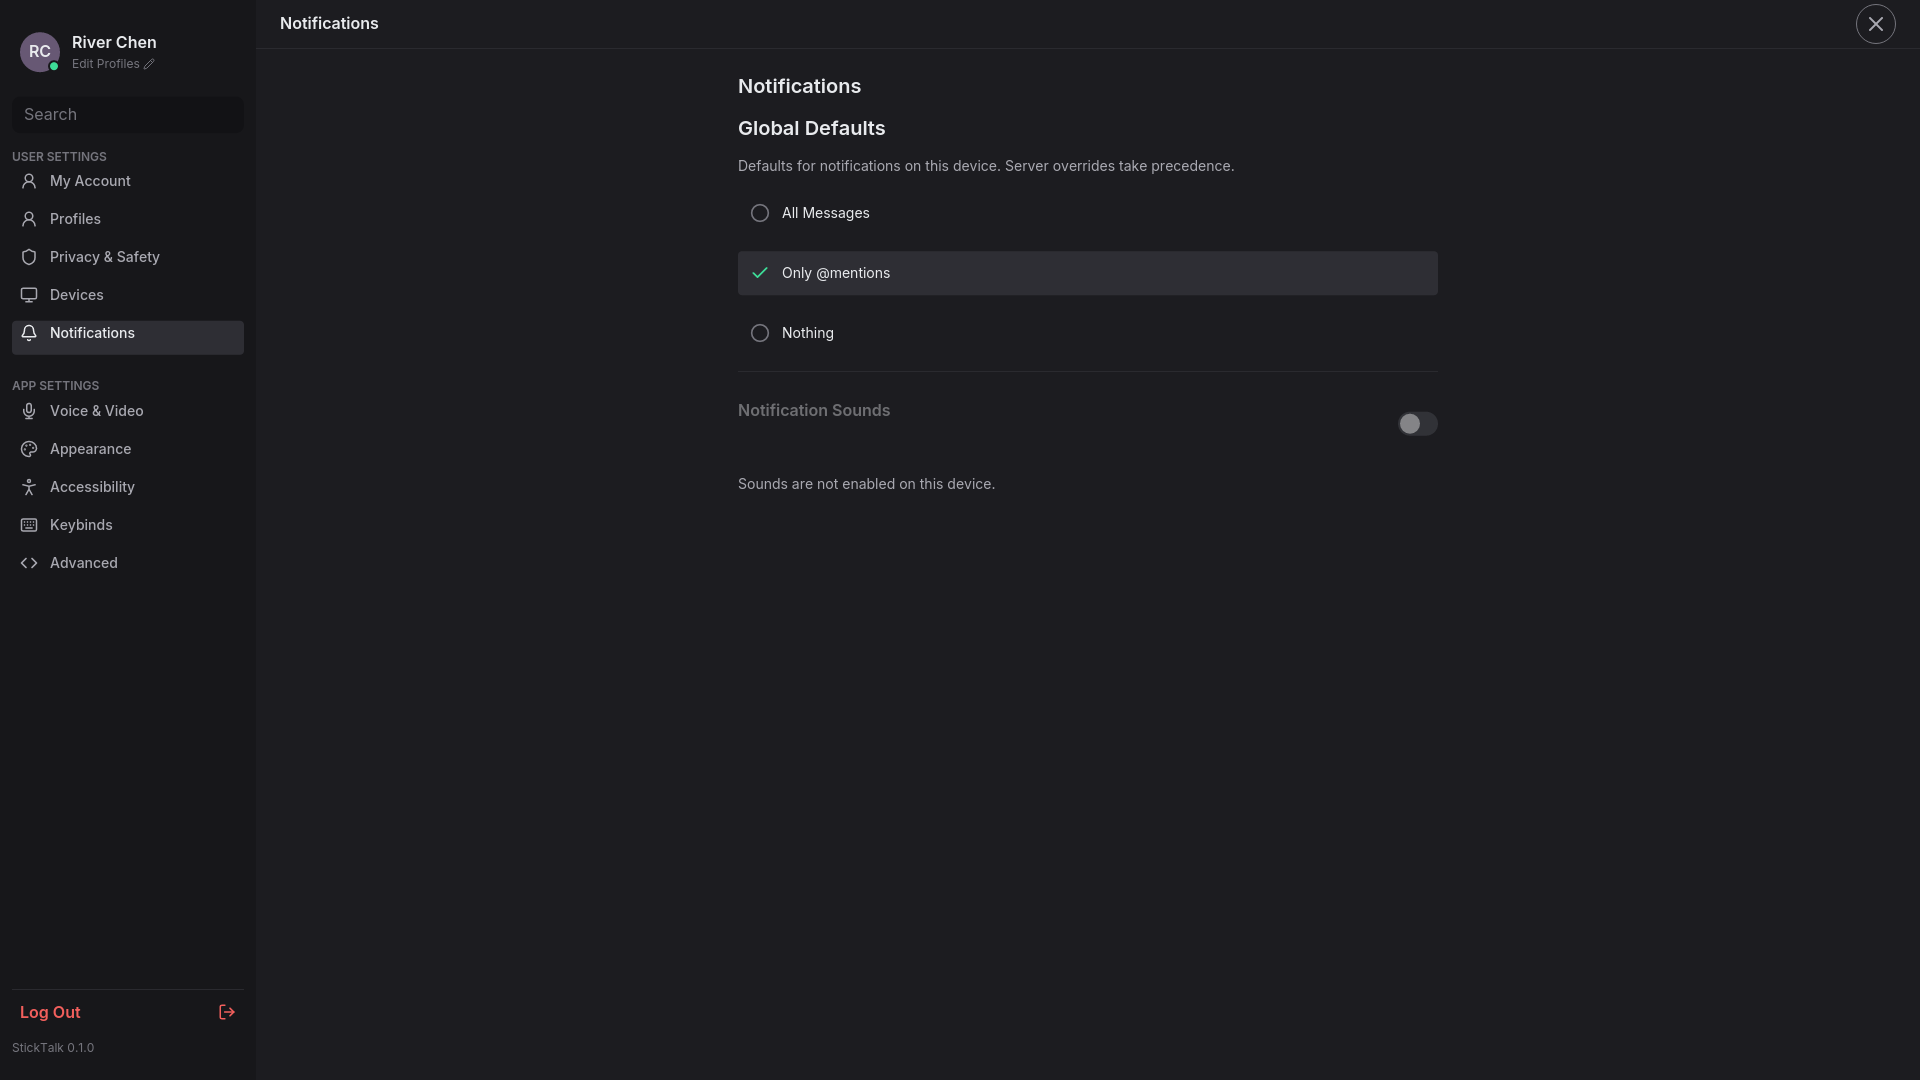 RC
River Chen
Edit Profiles
Search
USER SETTINGS
My Account
Profiles
Privacy & Safety
Devices
Notifications
APP SETTINGS
Voice & Video
Appearance
Accessibility
Keybinds
Advanced
Log Out
StickTalk 0.1.0
Notifications
Notifications
Global Defaults
Defaults for notifications on this device. Server overrides take precedence.
All Messages
Only @mentions
Nothing
Notification Sounds
Sounds are not enabled on this device.